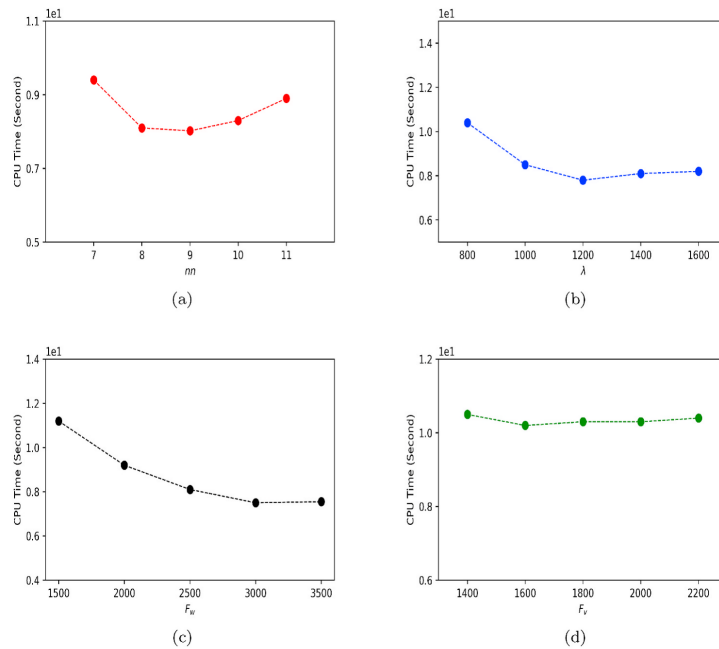 1e1
1.1
0.9
0.7
0.5
CPU Time (Second)
7 8 9 10 11
nn
(a)
1e1
1.4
1.2
1.0
0.8
0.6
CPU Time (Second)
800 1000 1200 1400 1600
λ
(b)
1e1
1.4
1.2
1.0
0.8
0.6
0.4
CPU Time (Second)
1500 2000 2500 3000 3500
F_w
(c)
1e1
1.2
1.0
0.8
0.6
CPU Time (Second)
1400 1600 1800 2000 2200
F_v
(d)